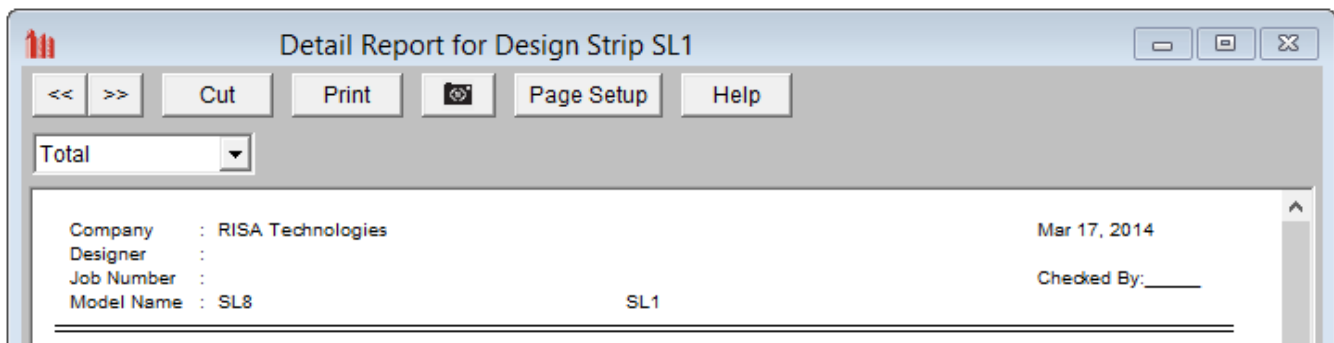 Detail Report for Design Strip SL1
<< >> Cut Print Page Setup Help
Total
Company : RISA Technologies Mar 17, 2014
Designer :
Job Number : Checked By:_____
Model Name : SL8 SL1